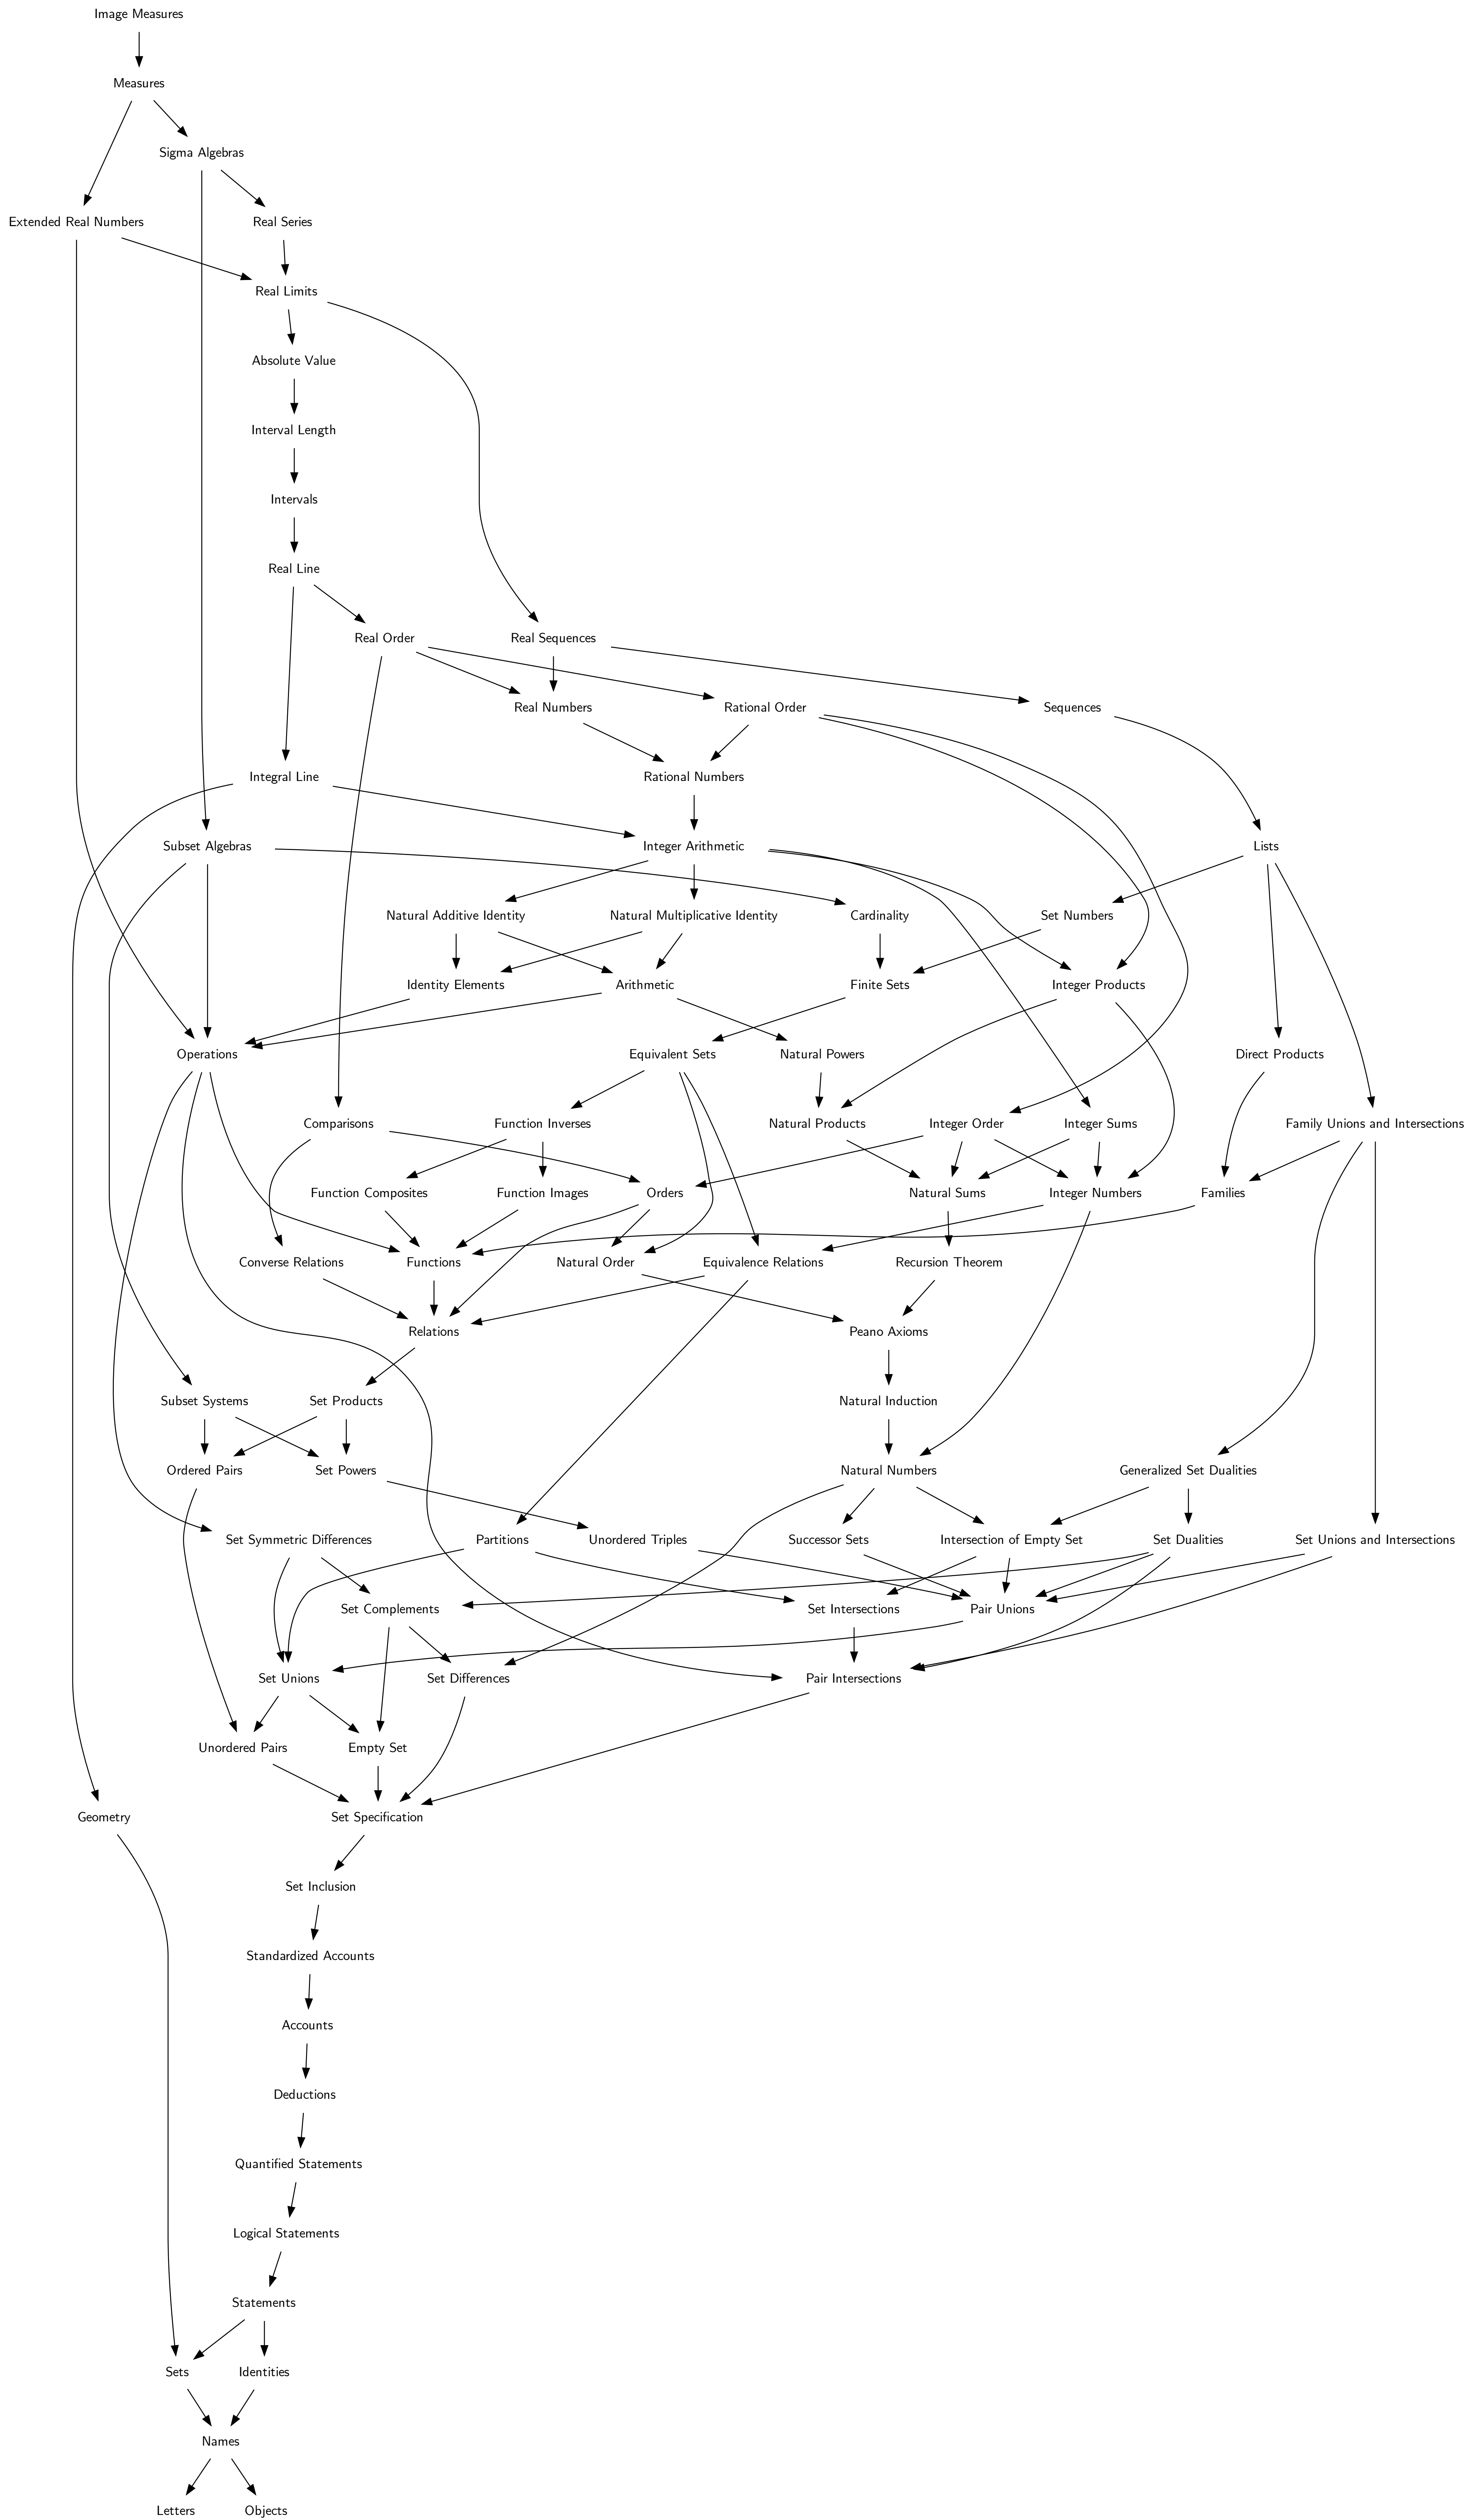 Image Measures
Measures
Sigma Algebras
Extended Real Numbers
Real Series
Real Limits
Absolute Value
Interval Length
Intervals
Real Line
Real Order
Real Sequences
Real Numbers
Rational Order
Sequences
Integral Line
Rational Numbers
Subset Algebras
Integer Arithmetic
Lists
Natural Additive Identity
Natural Multiplicative Identity
Cardinality
Set Numbers
Identity Elements
Arithmetic
Finite Sets
Integer Products
Operations
Equivalent Sets
Natural Powers
Direct Products
Comparisons
Function Inverses
Natural Products
Integer Order
Integer Sums
Family Unions and Intersections
Function Composites
Function Images
Orders
Natural Sums
Integer Numbers
Families
Converse Relations
Functions
Natural Order
Equivalence Relations
Recursion Theorem
Relations
Peano Axioms
Subset Systems
Set Products
Natural Induction
Ordered Pairs
Set Powers
Natural Numbers
Generalized Set Dualities
Set Symmetric Differences
Partitions
Unordered Triples
Successor Sets
Intersection of Empty Set
Set Dualities
Set Unions and Intersections
Set Complements
Set Intersections
Pair Unions
Set Unions
Set Differences
Pair Intersections
Unordered Pairs
Empty Set
Geometry
Set Specification
Set Inclusion
Standardized Accounts
Accounts
Deductions
Quantified Statements
Logical Statements
Statements
Sets
Identities
Names
Letters
Objects